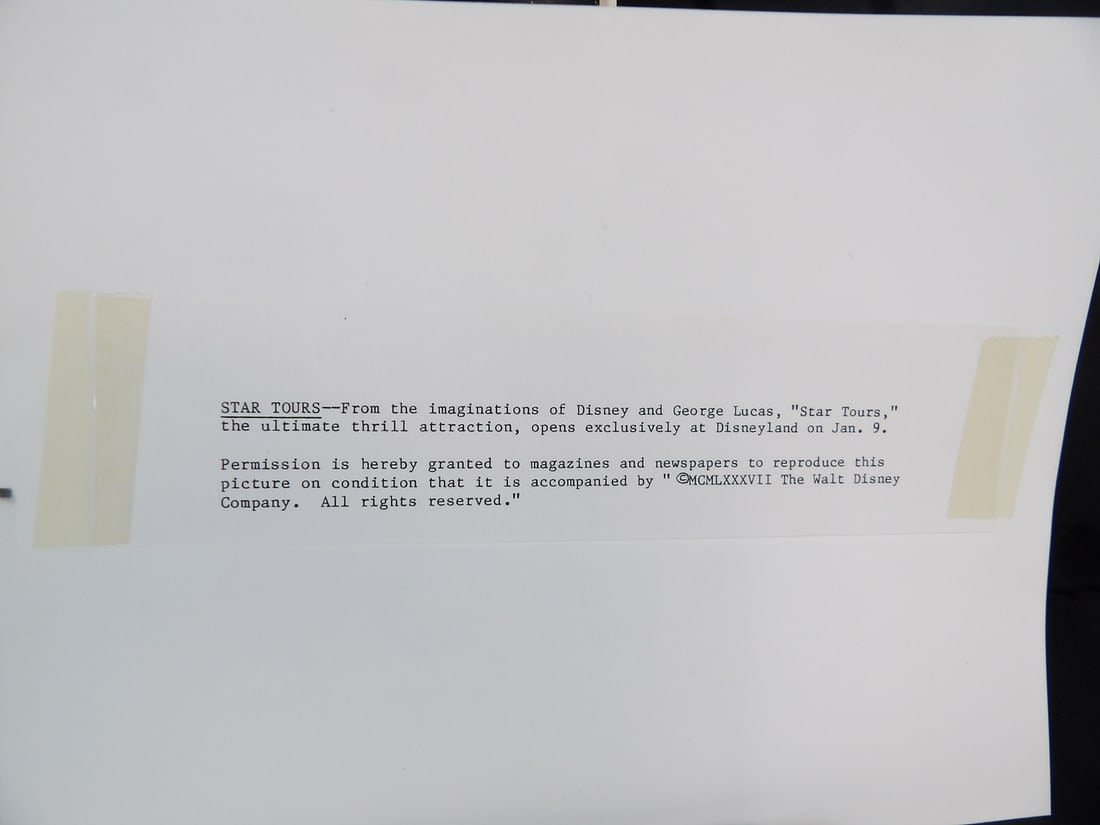 STAR TOURS--From the imaginations of Disney and George Lucas, "Star Tours,"
the ultimate thrill attraction, opens exclusively at Disneyland on Jan. 9.
Permission is hereby granted to magazines and newspapers to reproduce this
picture on condition that it is accompanied by " ©MCMLXXXVII The Walt Disney
Company.  All rights reserved."